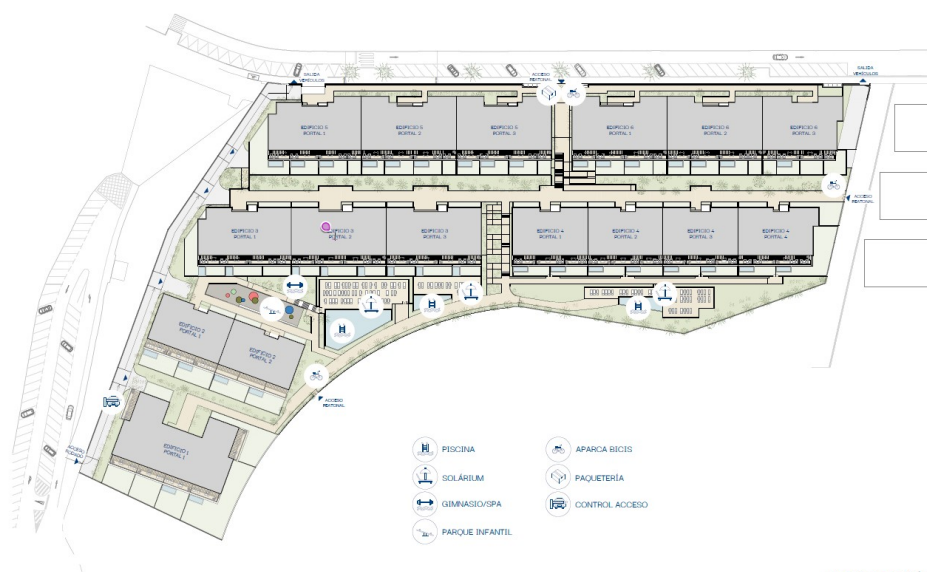 SALIDA
VEHÍCULOS
ACCESO
PEATONAL
SALIDA
VEHÍCULOS
EDIFICIO 5
PORTAL 1
EDIFICIO 5
PORTAL 2
EDIFICIO 5
PORTAL 3
EDIFICIO 6
PORTAL 1
EDIFICIO 6
PORTAL 2
EDIFICIO 6
PORTAL 3
ACCESO
PEATONAL
EDIFICIO 3
PORTAL 1
EDIFICIO 3
PORTAL 2
EDIFICIO 3
PORTAL 3
EDIFICIO 4
PORTAL 1
EDIFICIO 4
PORTAL 2
EDIFICIO 4
PORTAL 3
EDIFICIO 4
PORTAL 4
EDIFICIO 2
PORTAL 1
EDIFICIO 2
PORTAL 2
ACCESO
PEATONAL
EDIFICIO 1
PORTAL 1
ACCESO
RODADO
PISCINA
SOLÁRIUM
GIMNASIO/SPA
PARQUE INFANTIL
APARCA BICIS
PAQUETERÍA
CONTROL ACCESO